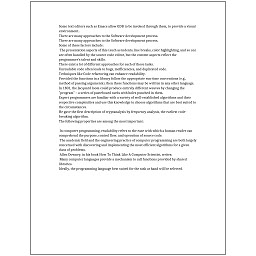 Some text editors such as Emacs allow GDB to be invoked through them, to provide a visual
environment.
There are many approaches to the Software development process.
There are many approaches to the Software development process.
Some of these factors include:
The presentation aspects of this (such as indents, line breaks, color highlighting, and so on)
are often handled by the source code editor, but the content aspects reflect the
programmer's talent and skills.
There exist a lot of different approaches for each of those tasks.
Unreadable code often leads to bugs, inefficiencies, and duplicated code.
Techniques like Code refactoring can enhance readability.
Provided the functions in a library follow the appropriate run-time conventions (e.g.,
method of passing arguments), then these functions may be written in any other language.
In 1801, the Jacquard loom could produce entirely different weaves by changing the
"program" - a series of pasteboard cards with holes punched in them.
Expert programmers are familiar with a variety of well-established algorithms and their
respective complexities and use this knowledge to choose algorithms that are best suited to
the circumstances.
He gave the first description of cryptanalysis by frequency analysis, the earliest code-
breaking algorithm.
The following properties are among the most important:
In computer programming, readability refers to the ease with which a human reader can
comprehend the purpose, control flow, and operation of source code.
The academic field and the engineering practice of computer programming are both largely
concerned with discovering and implementing the most efficient algorithms for a given
class of problems.
Allen Downey, in his book How To Think Like A Computer Scientist, writes:
Many computer languages provide a mechanism to call functions provided by shared
libraries.
Ideally, the programming language best suited for the task at hand will be selected.